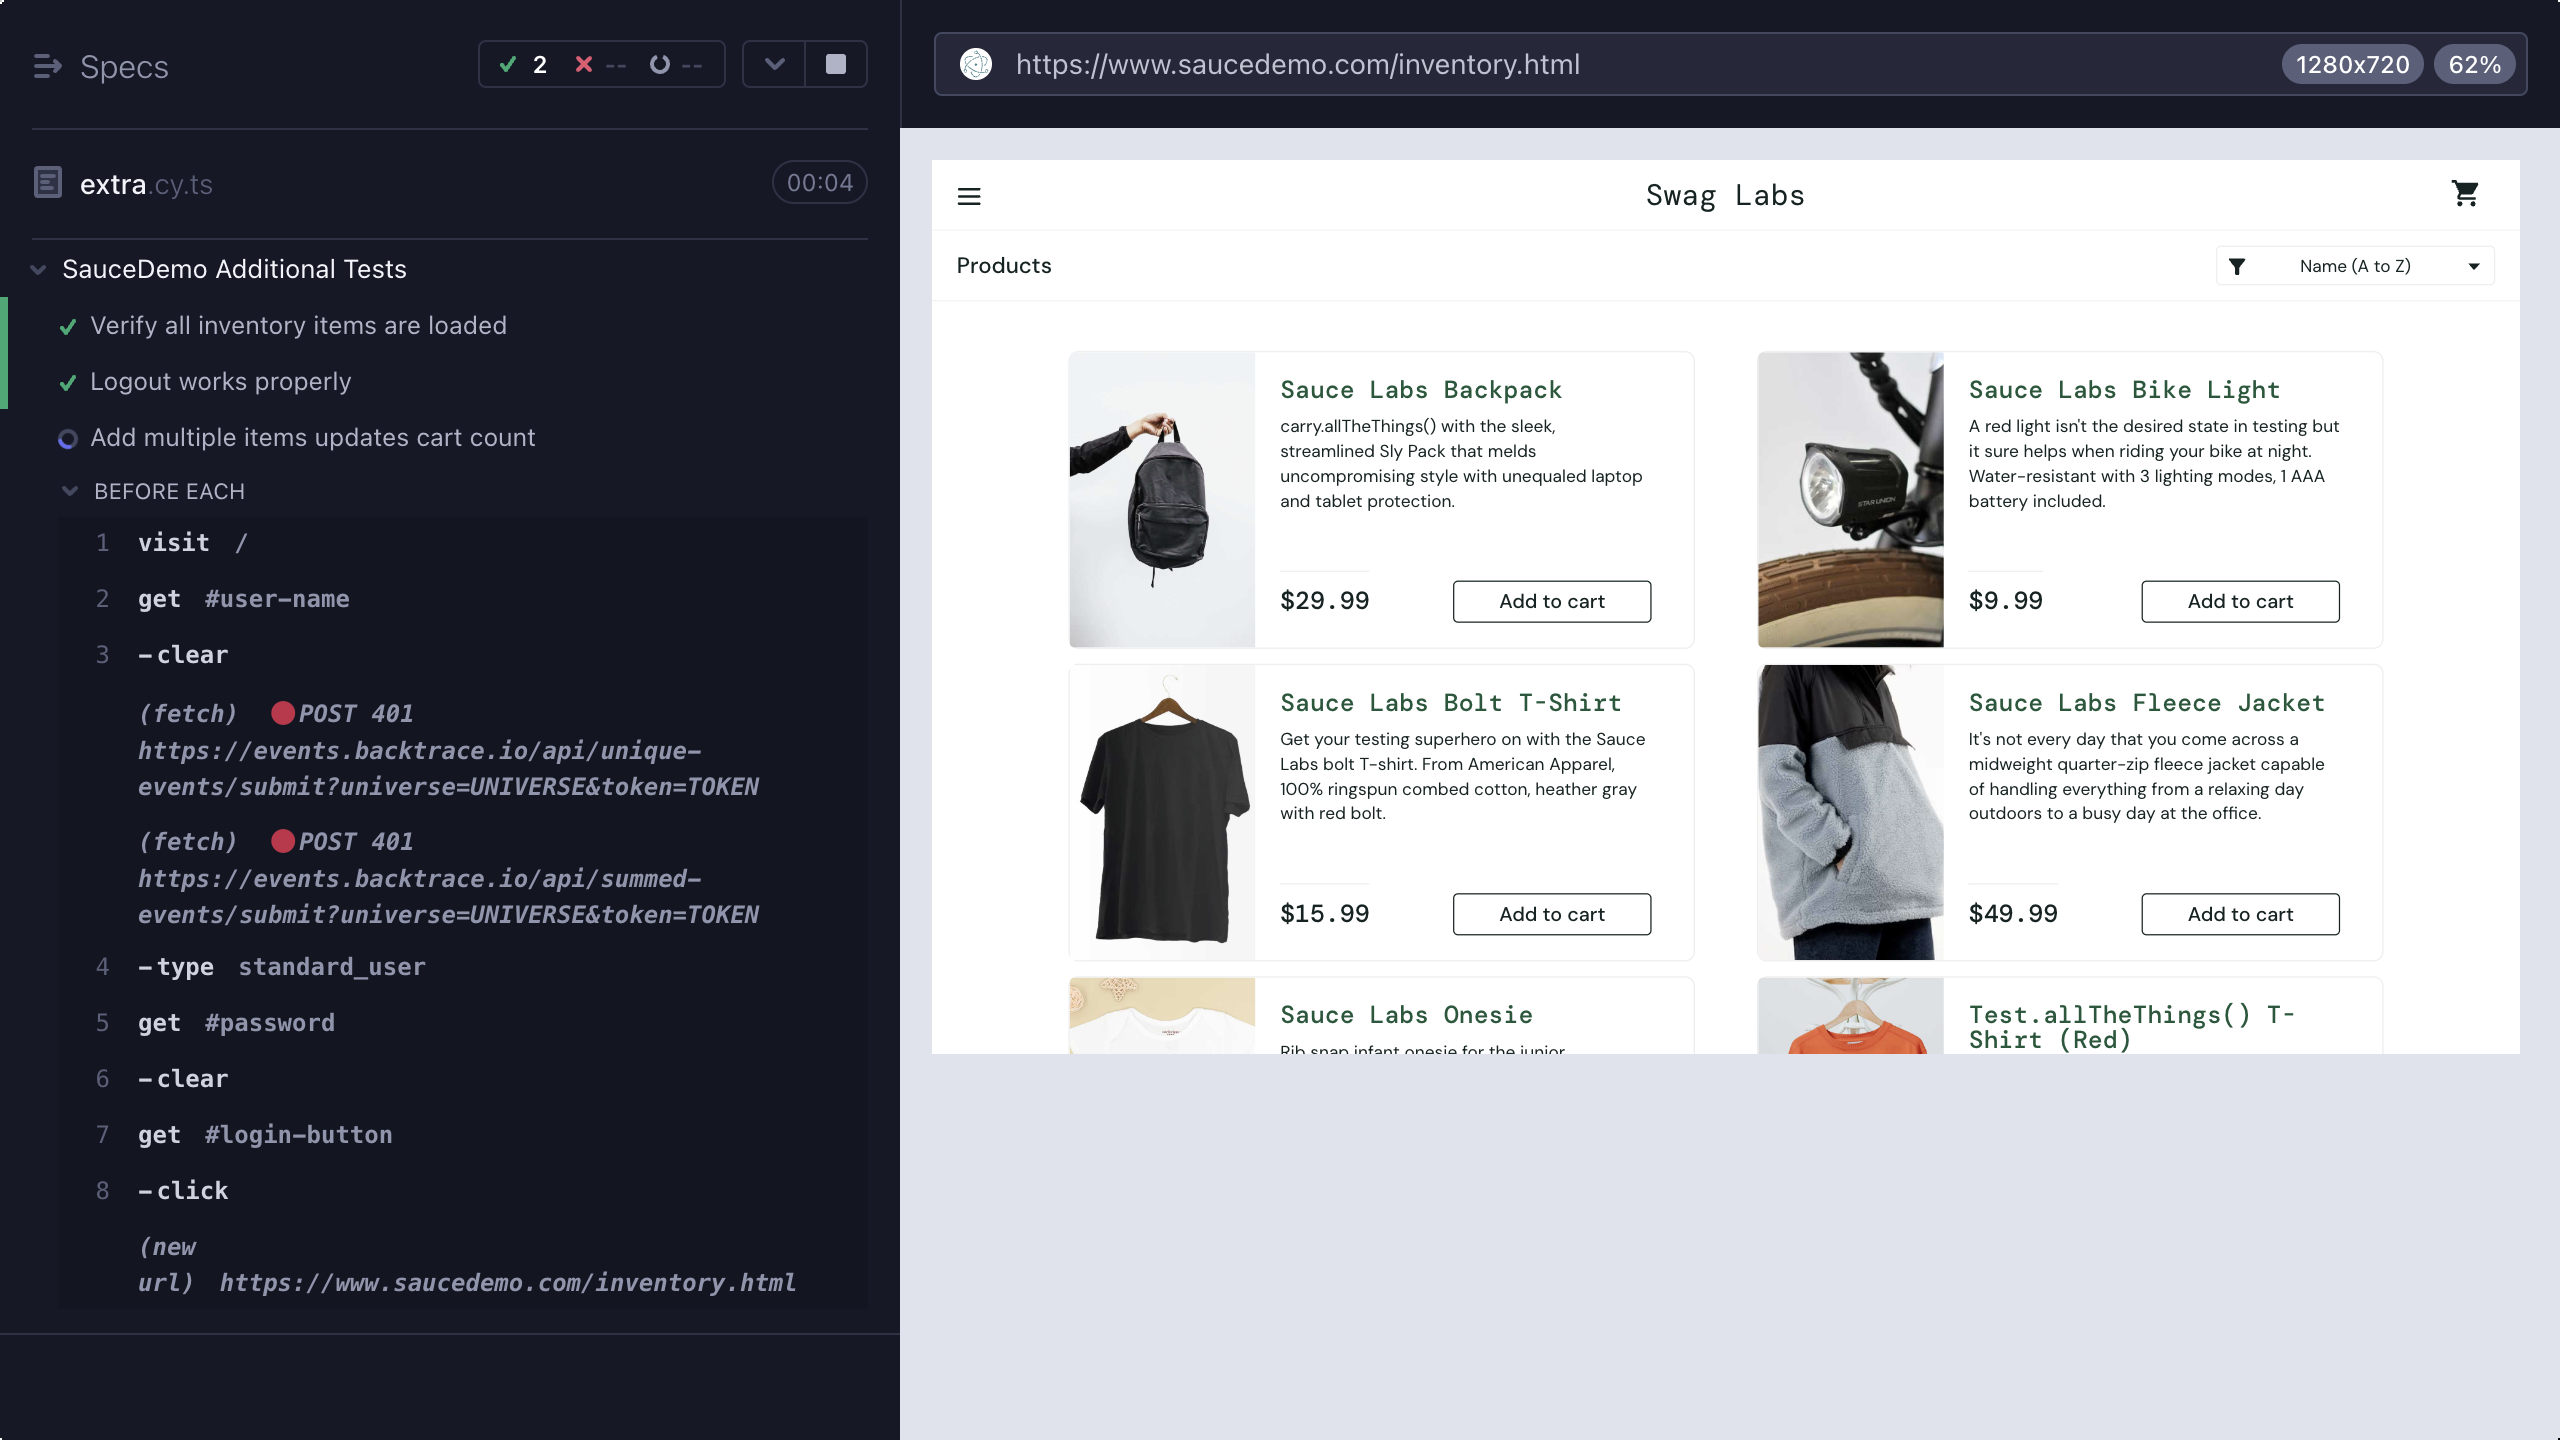 Specs
2
--
--
extra.cy.ts
00:04
SauceDemo Additional Tests
Verify all inventory items are loaded
Logout works properly
Add multiple items updates cart count
BEFORE EACH
1 visit /
2 get #user-name
3 -clear
(fetch) POST 401
https://events.backtrace.io/api/unique-
events/submit?universe=UNIVERSE&token=TOKEN
(fetch) POST 401
https://events.backtrace.io/api/summed-
events/submit?universe=UNIVERSE&token=TOKEN
4 -type standard_user
5 get #password
6 -clear
7 get #login-button
8 -click
(new
url) https://www.saucedemo.com/inventory.html
https://www.saucedemo.com/inventory.html
1280x720
62%
Swag Labs
Products
Name (A to Z)
Sauce Labs Backpack
carry.allTheThings() with the sleek,
streamlined Sly Pack that melds
uncompromising style with unequaled laptop
and tablet protection.
$29.99
Add to cart
Sauce Labs Bike Light
A red light isn't the desired state in testing but
it sure helps when riding your bike at night.
Water-resistant with 3 lighting modes, 1 AAA
battery included.
STAR UNION
$9.99
Add to cart
Sauce Labs Bolt T-Shirt
Get your testing superhero on with the Sauce
Labs bolt T-shirt. From American Apparel,
100% ringspun combed cotton, heather gray
with red bolt.
$15.99
Add to cart
Sauce Labs Fleece Jacket
It's not every day that you come across a
midweight quarter-zip fleece jacket capable
of handling everything from a relaxing day
outdoors to a busy day at the office.
$49.99
Add to cart
Sauce Labs Onesie
Rib snap infant onesie for the junior
Test.allTheThings() T-
Shirt (Red)